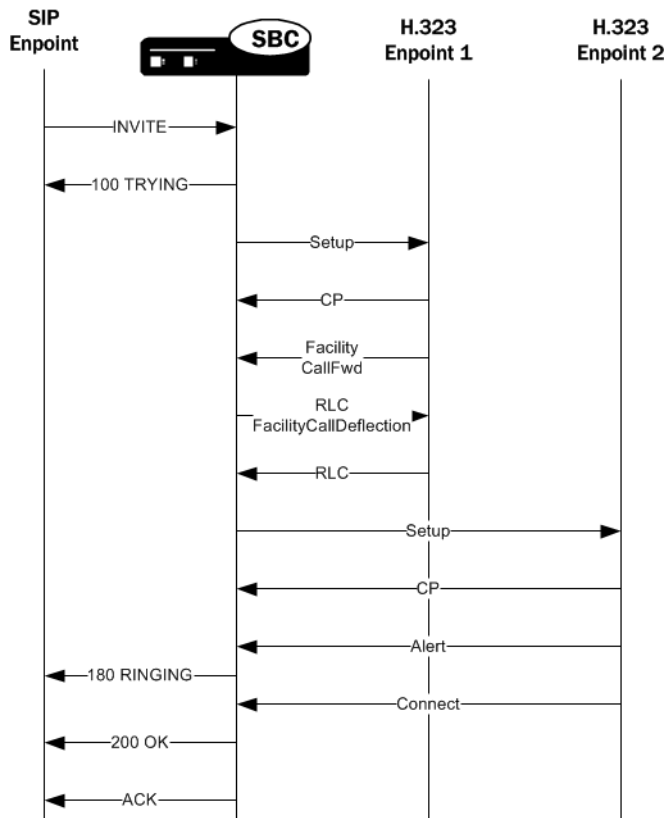 SIP
Enpoint
SBC
H.323
Enpoint 1
H.323
Enpoint 2
INVITE
100 TRYING
Setup
CP
Facility
CallFwd
RLC
FacilityCallDeflection
RLC
Setup
CP
Alert
180 RINGING
Connect
200 OK
ACK